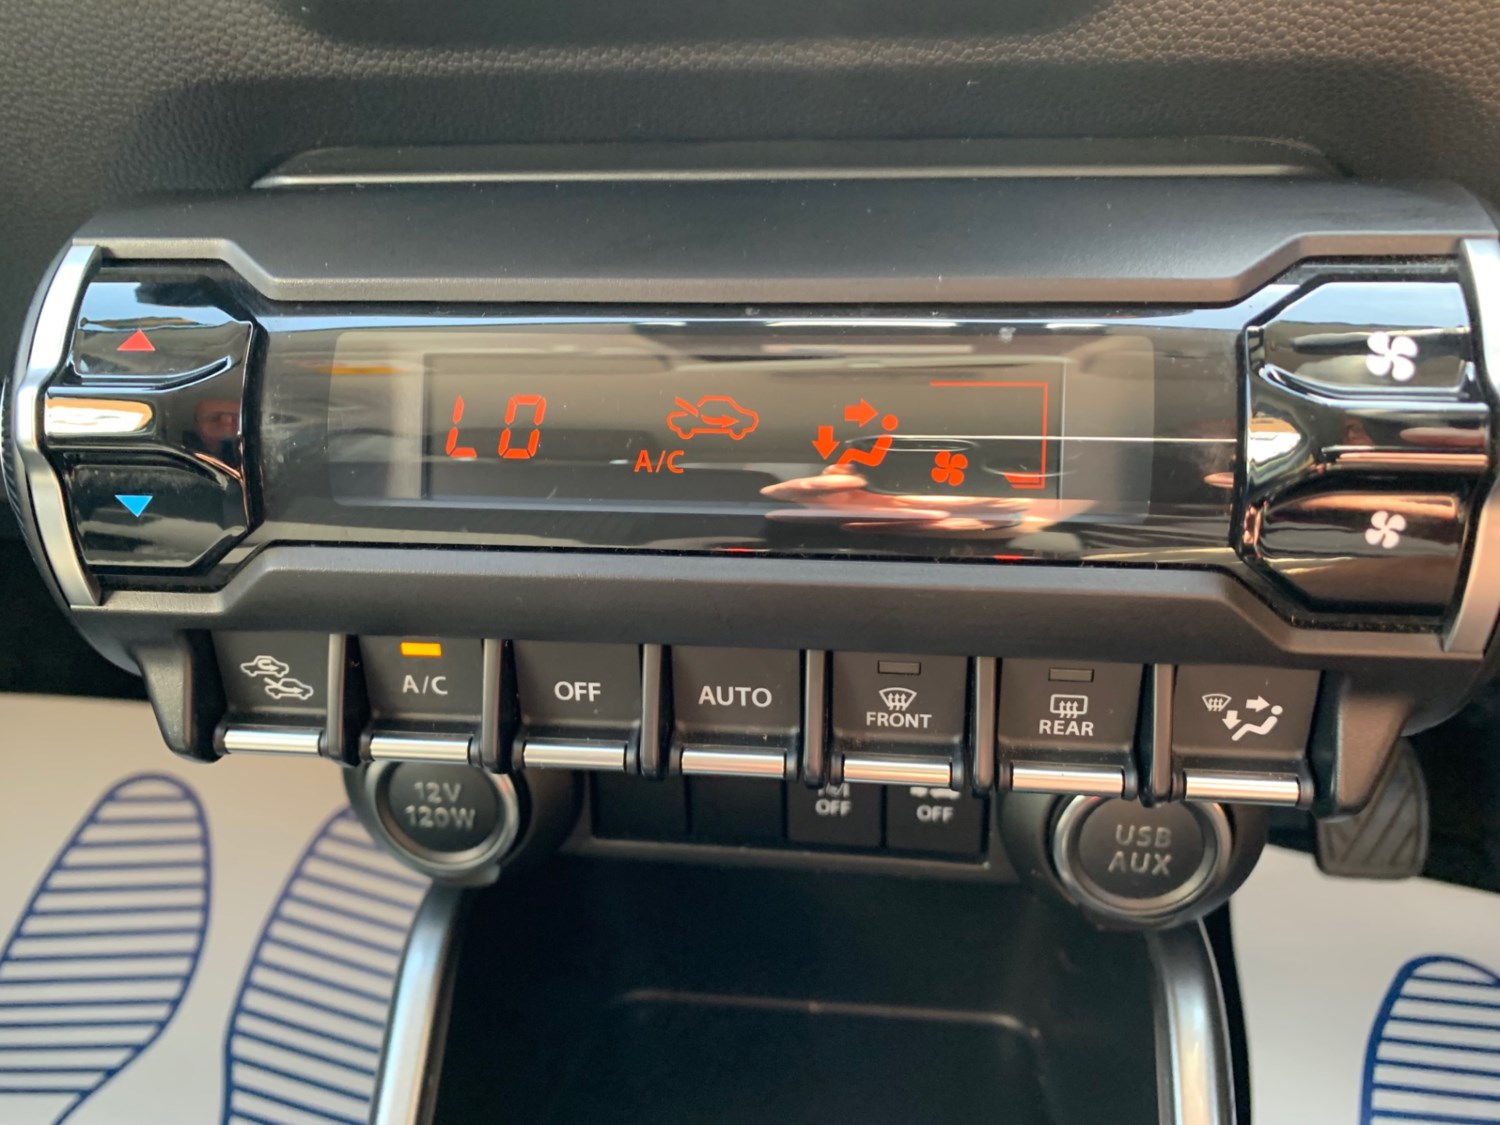 LO
A/C
A/C
OFF
AUTO
FRONT
REAR
12V
120W
OFF
OFF
USB
AUX